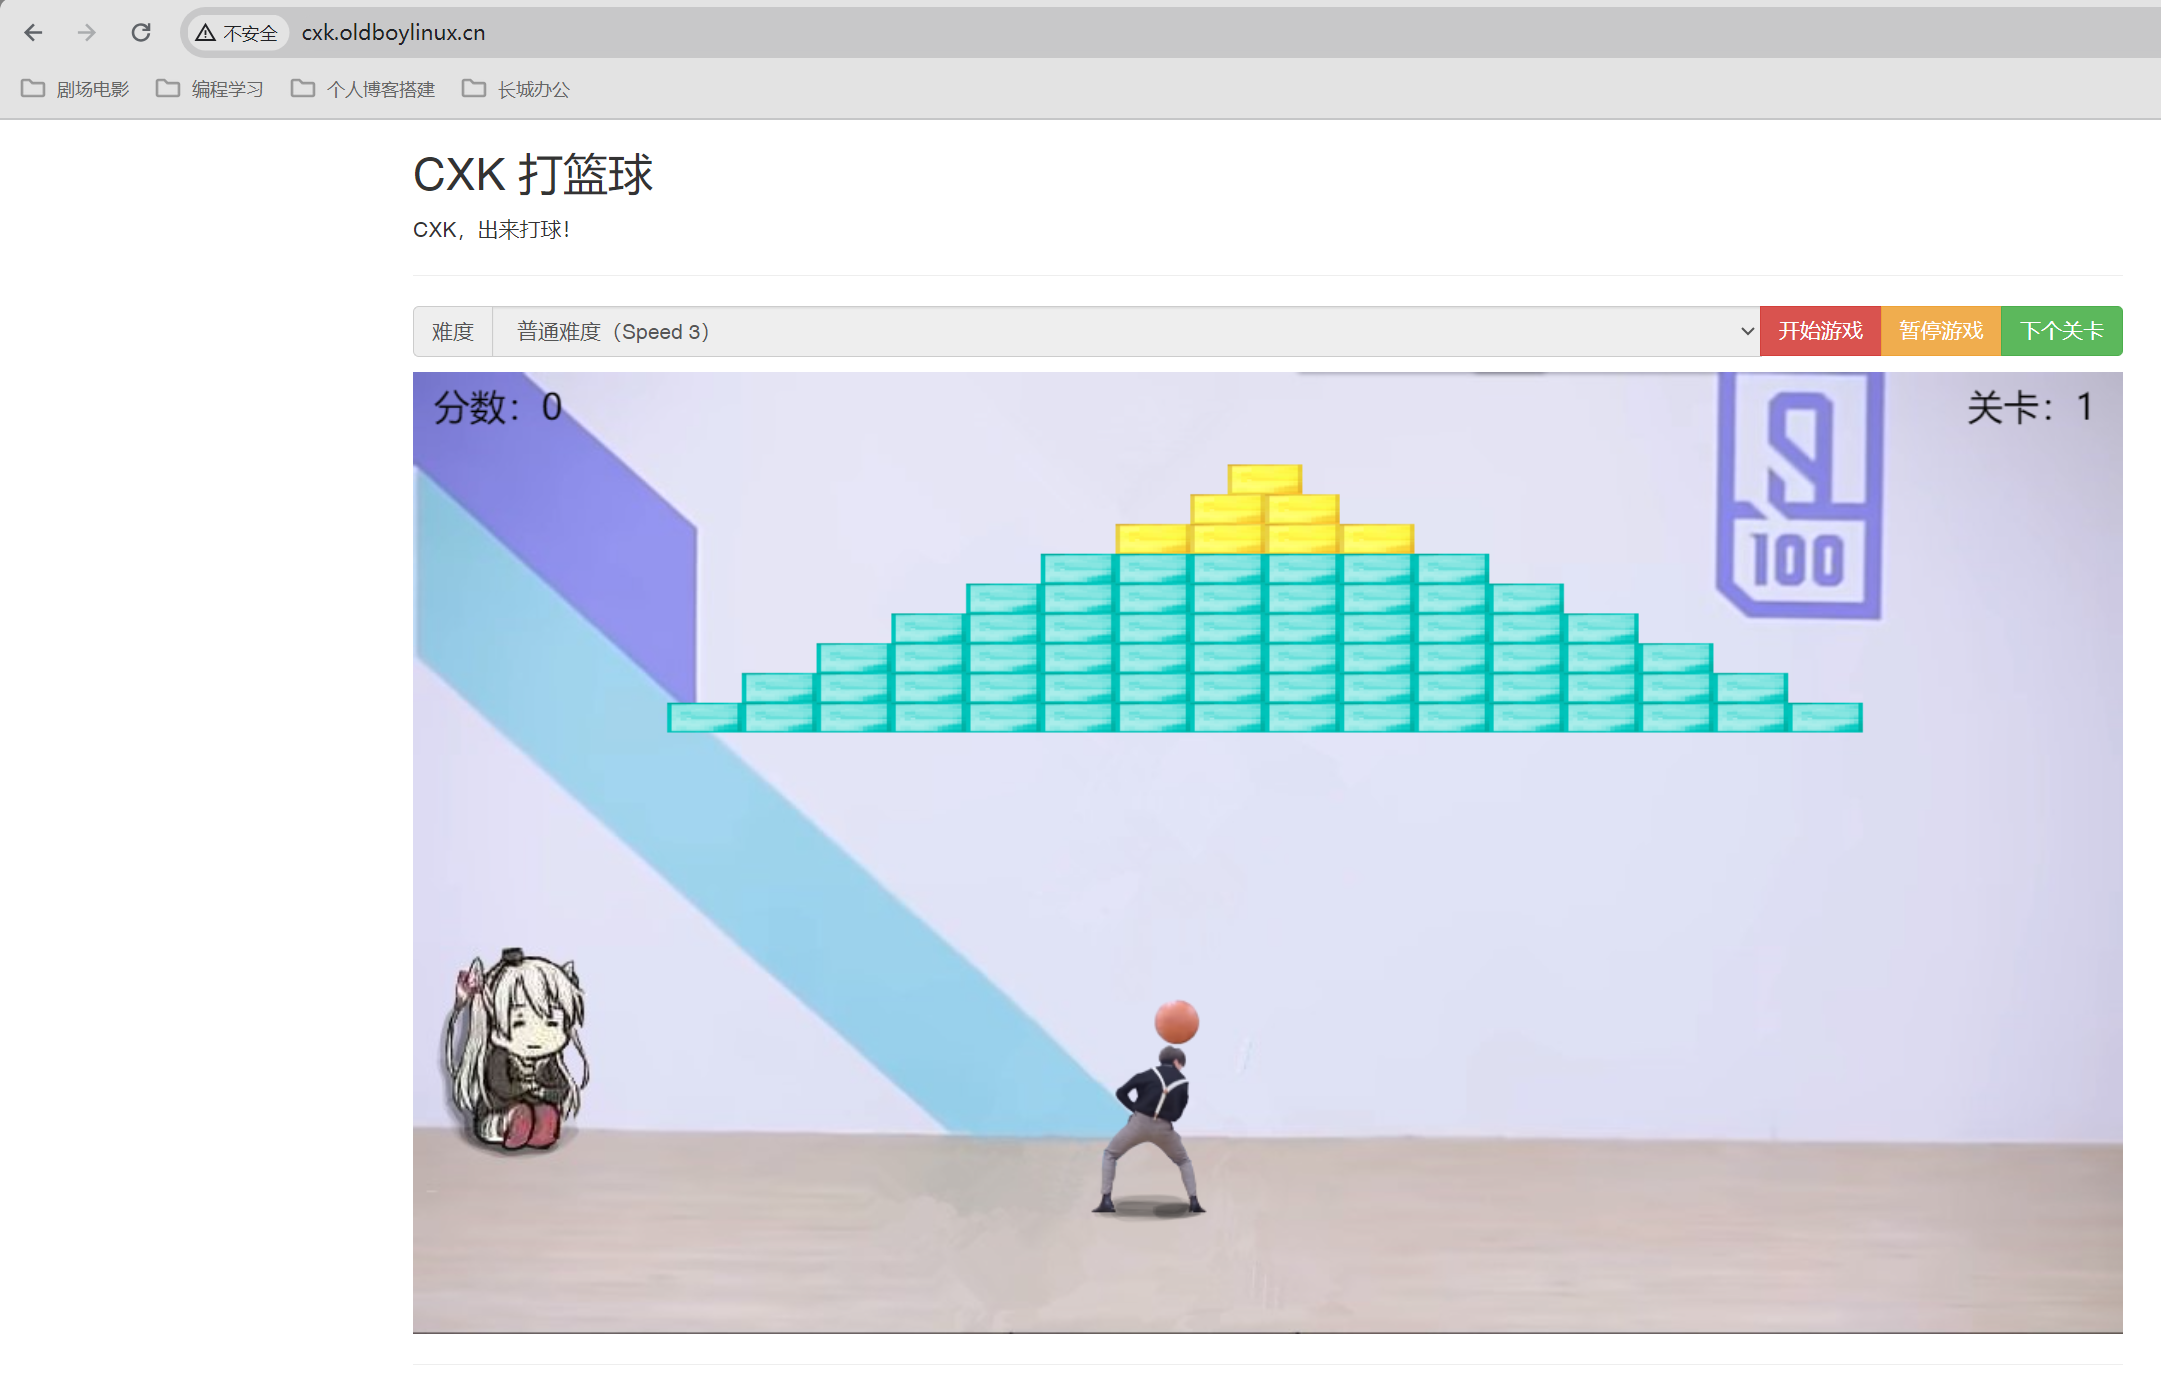 不安全 cxk.oldboylinux.cn
剧场电影 编程学习 个人博客搭建 长城办公
CXK 打篮球
CXK，出来打球！
难度 普通难度（Speed 3） 开始游戏 暂停游戏 下个关卡
分数：0 关卡：1
100